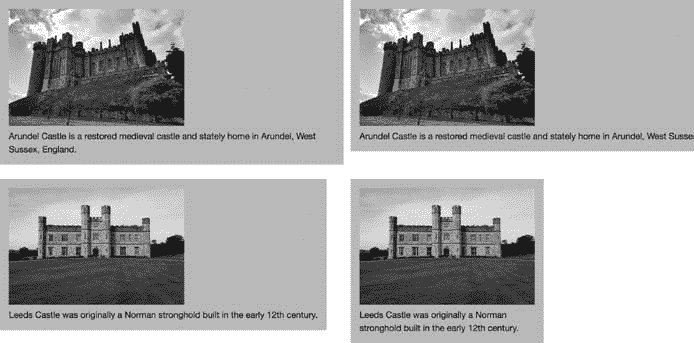 Arundel Castle is a restored medieval castle and stately home in Arundel, West
Sussex, England.
Arundel Castle is a restored medieval castle and stately home in Arundel, West Susse
Leeds Castle was originally a Norman stronghold built in the early 12th century.
Leeds Castle was originally a Norman
stronghold built in the early 12th century.